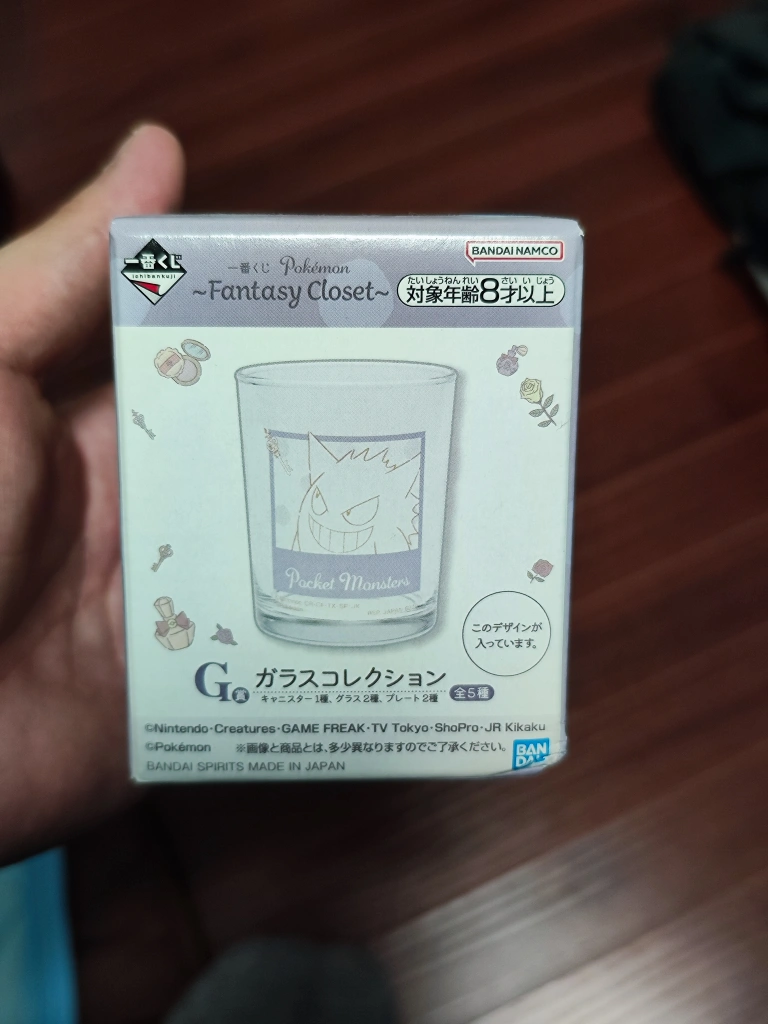 一番くじ
ichibankuji
一番くじ Pokémon
~Fantasy Closet~
BANDAI NAMCO
たいしょうねんれい さいいじょう
対象年齢8才以上
Pocket Monsters
このデザインが
入っています。
G賞 ガラスコレクション
キャニスター1種、グラス2種、プレート2種 全5種
©Nintendo・Creatures・GAME FREAK・TV Tokyo・ShoPro・JR Kikaku
©Pokémon ※画像と商品とは、多少異なりますのでご了承ください。
BANDAI SPIRITS MADE IN JAPAN
BAN
DAI